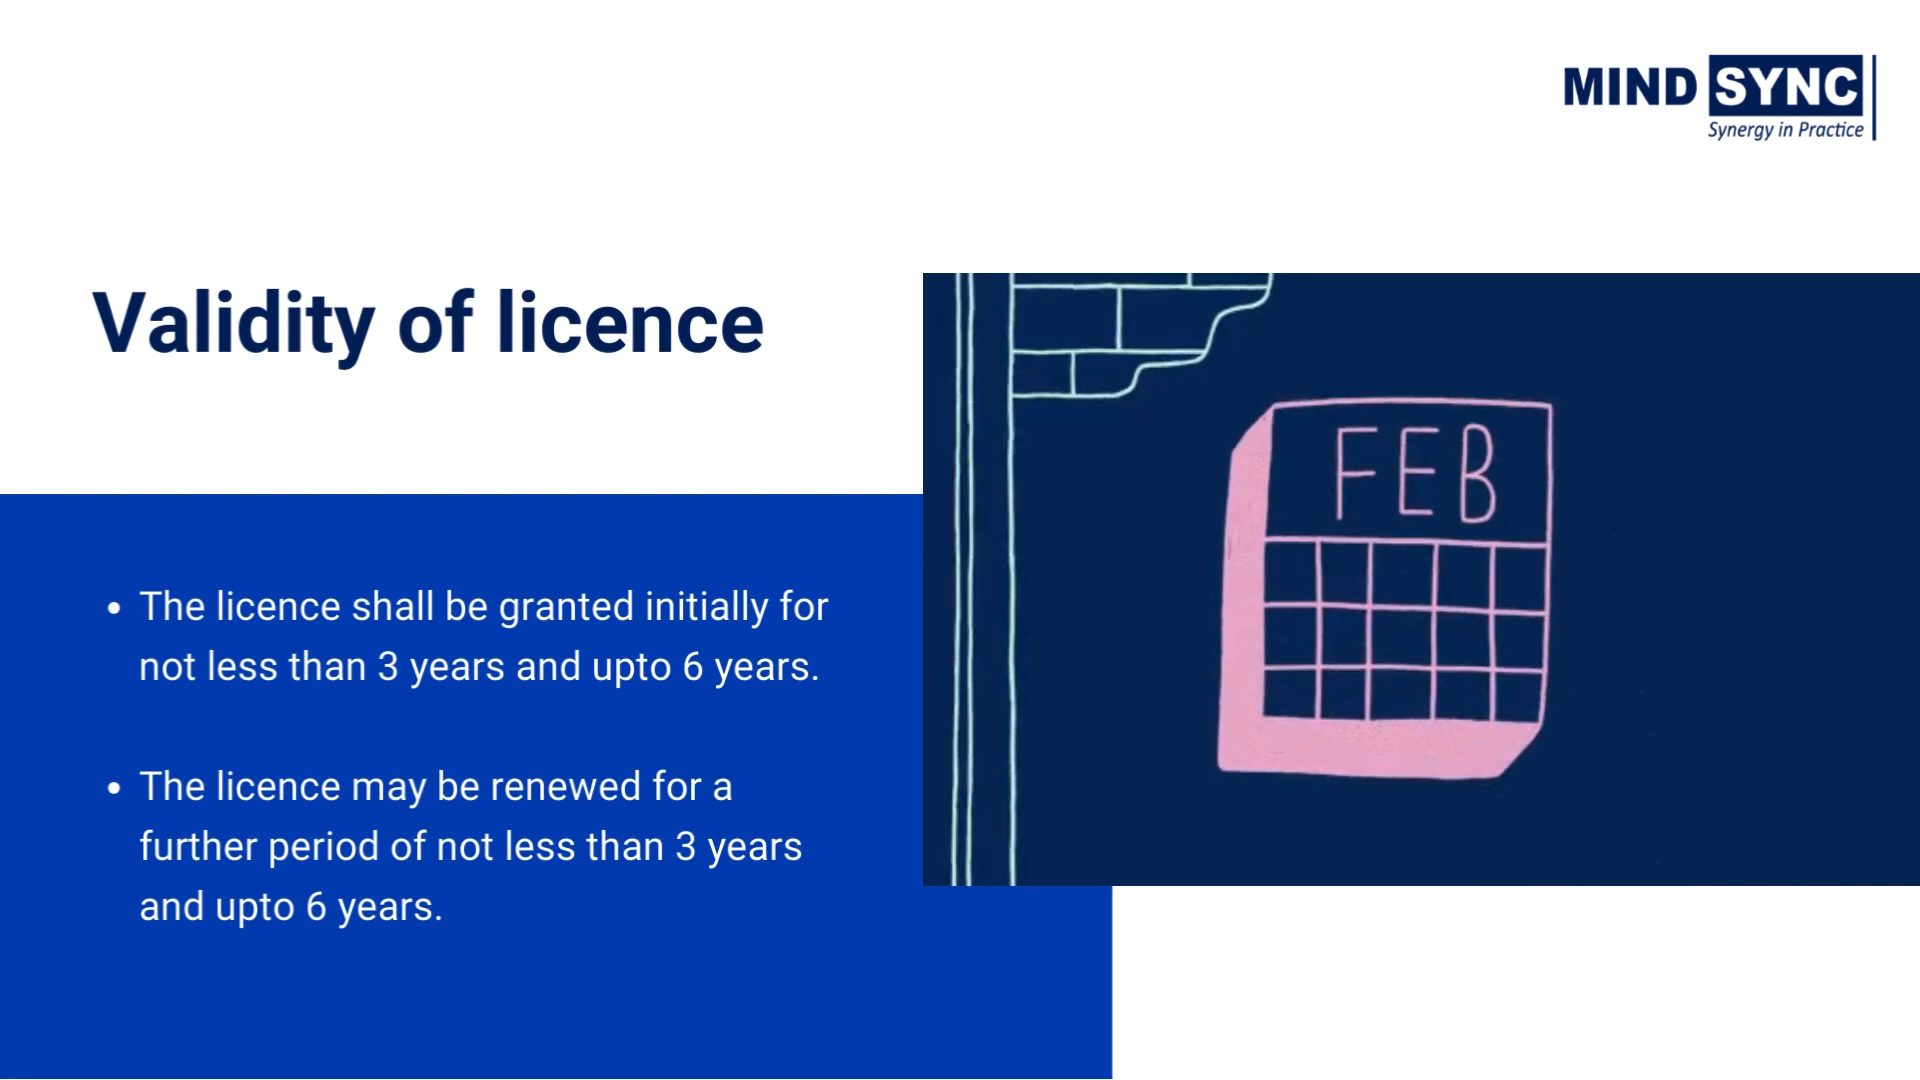 MIND SYNC
Synergy in Practice
Validity of licence
• The licence shall be granted initially for
not less than 3 years and upto 6 years.
• The licence may be renewed for a
further period of not less than 3 years
and upto 6 years.
FEB